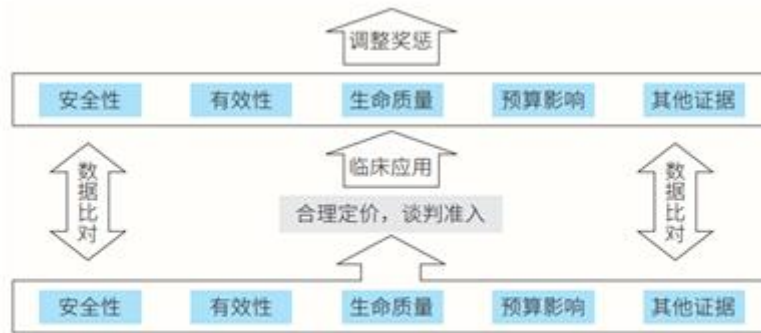 调整奖惩
安全性 有效性 生命质量 预算影响 其他证据
数据比对
临床应用
数据比对
合理定价，谈判准入
安全性 有效性 生命质量 预算影响 其他证据